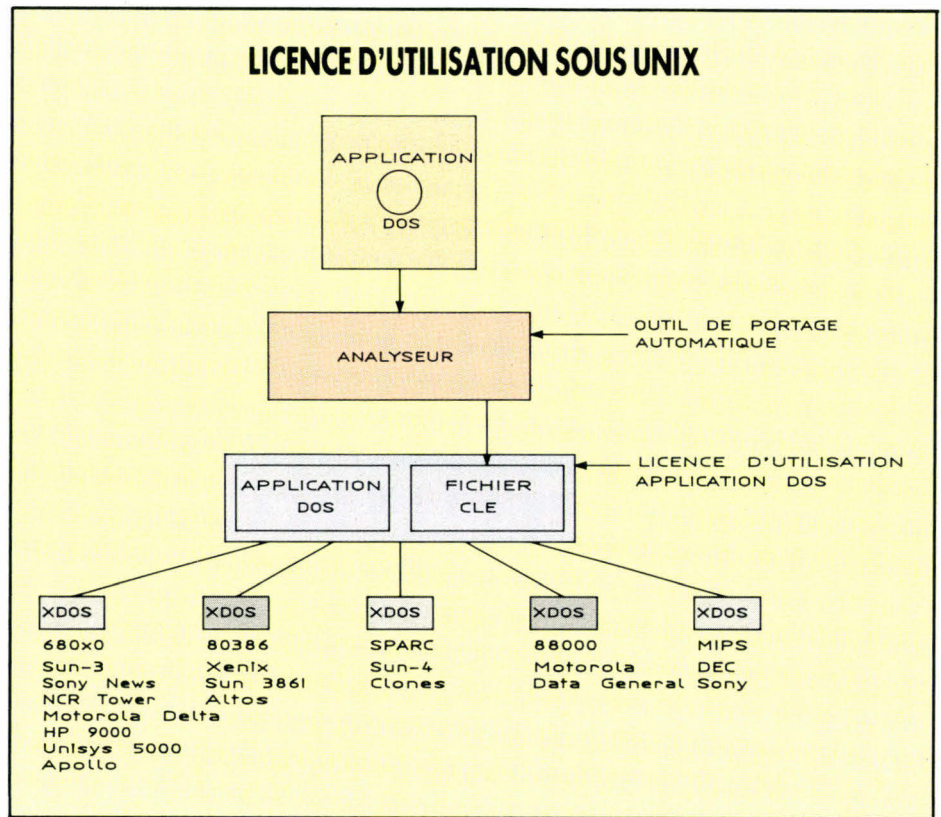 LICENCE D'UTILISATION SOUS UNIX
APPLICATION
DOS
ANALYSEUR
OUTIL DE PORTAGE
AUTOMATIQUE
APPLICATION
DOS
FICHIER
CLE
LICENCE D'UTILISATION
APPLICATION DOS
XDOS
680x0
Sun-3
Sony News
NCR Tower
Motorola Delta
HP 9000
Unisys 5000
Apollo
XDOS
80386
Xenix
Sun 386I
Altos
XDOS
SPARC
Sun-4
Clones
XDOS
88000
Motorola
Data General
XDOS
MIPS
DEC
Sony